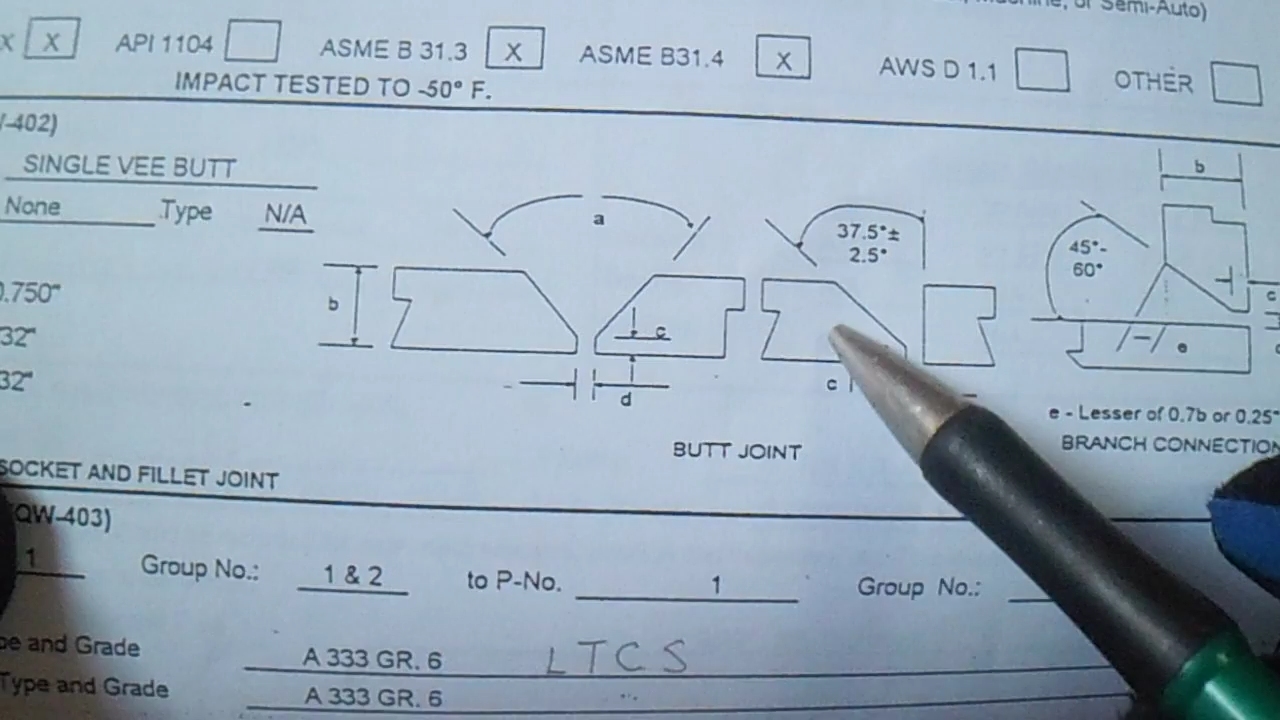 or Semi-Auto)
X X API 1104 ASME B 31.3 X ASME B31.4 X AWS D 1.1 OTHER
IMPACT TESTED TO -50° F.
-402)
SINGLE VEE BUTT
None Type N/A
0.750"
32"
32"
b a c d
37.5°±
2.5°
c
BUTT JOINT
b
45°-
60°
c
e
e - Lesser of 0.7b or 0.25"
BRANCH CONNECTION
SOCKET AND FILLET JOINT
(QW-403)
1 Group No.: 1 & 2 to P-No. 1 Group No.:
pe and Grade A 333 GR. 6 LTCS
Type and Grade A 333 GR. 6